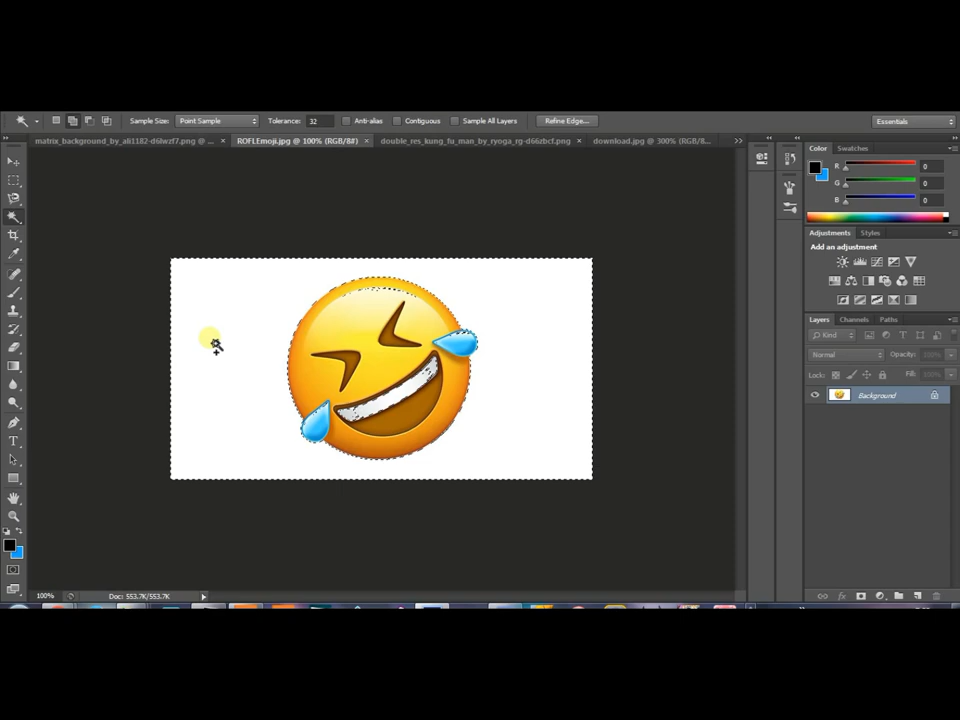 Sample Size: Point Sample Tolerance: 32 Anti-alias Contiguous Sample All Layers Refine Edge... Essentials
matrix_background_by_ali1182-d6lwzf7.png @ ... × ROFLEmoji.jpg @ 100% (RGB/8#) × double_res_kung_fu_man_by_ryoga_rg-d66zbcf.png × download.jpg @ 300% (RGB/8...
Color Swatches
R 0
G 0
B 0
Adjustments Styles
Add an adjustment
Layers Channels Paths
Kind
Normal Opacity: 100%
Lock: Fill: 100%
Background
100% Doc: 553.7K/553.7K